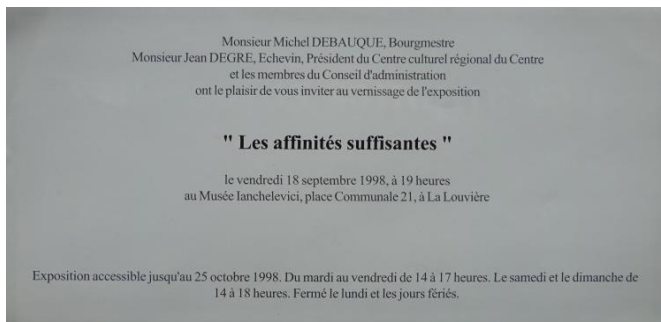 Monsieur Michel DEBAUQUE, Bourgmestre
Monsieur Jean DEGRE, Echevin, Président du Centre culturel régional du Centre
et les membres du Conseil d'administration
ont le plaisir de vous inviter au vernissage de l'exposition
" Les affinités suffisantes "
le vendredi 18 septembre 1998, à 19 heures
au Musée Ianchelevici, place Communale 21, à La Louvière
Exposition accessible jusqu'au 25 octobre 1998. Du mardi au vendredi de 14 à 17 heures. Le samedi et le dimanche de
14 à 18 heures. Fermé le lundi et les jours fériés.